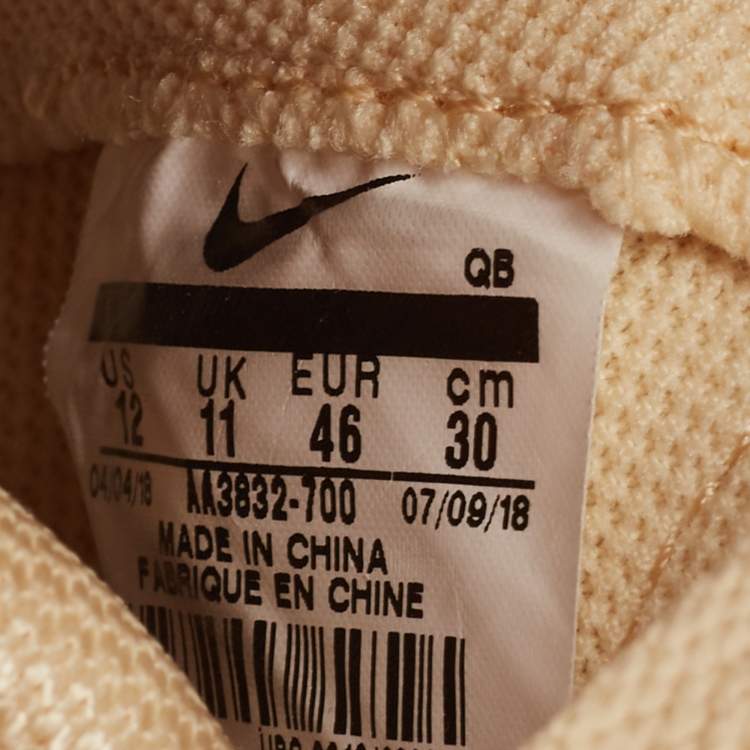 QB
US UK EUR cm
12 11 46 30
04/04/18 AA3832-700 07/09/18
MADE IN CHINA
FABRIQUE EN CHINE